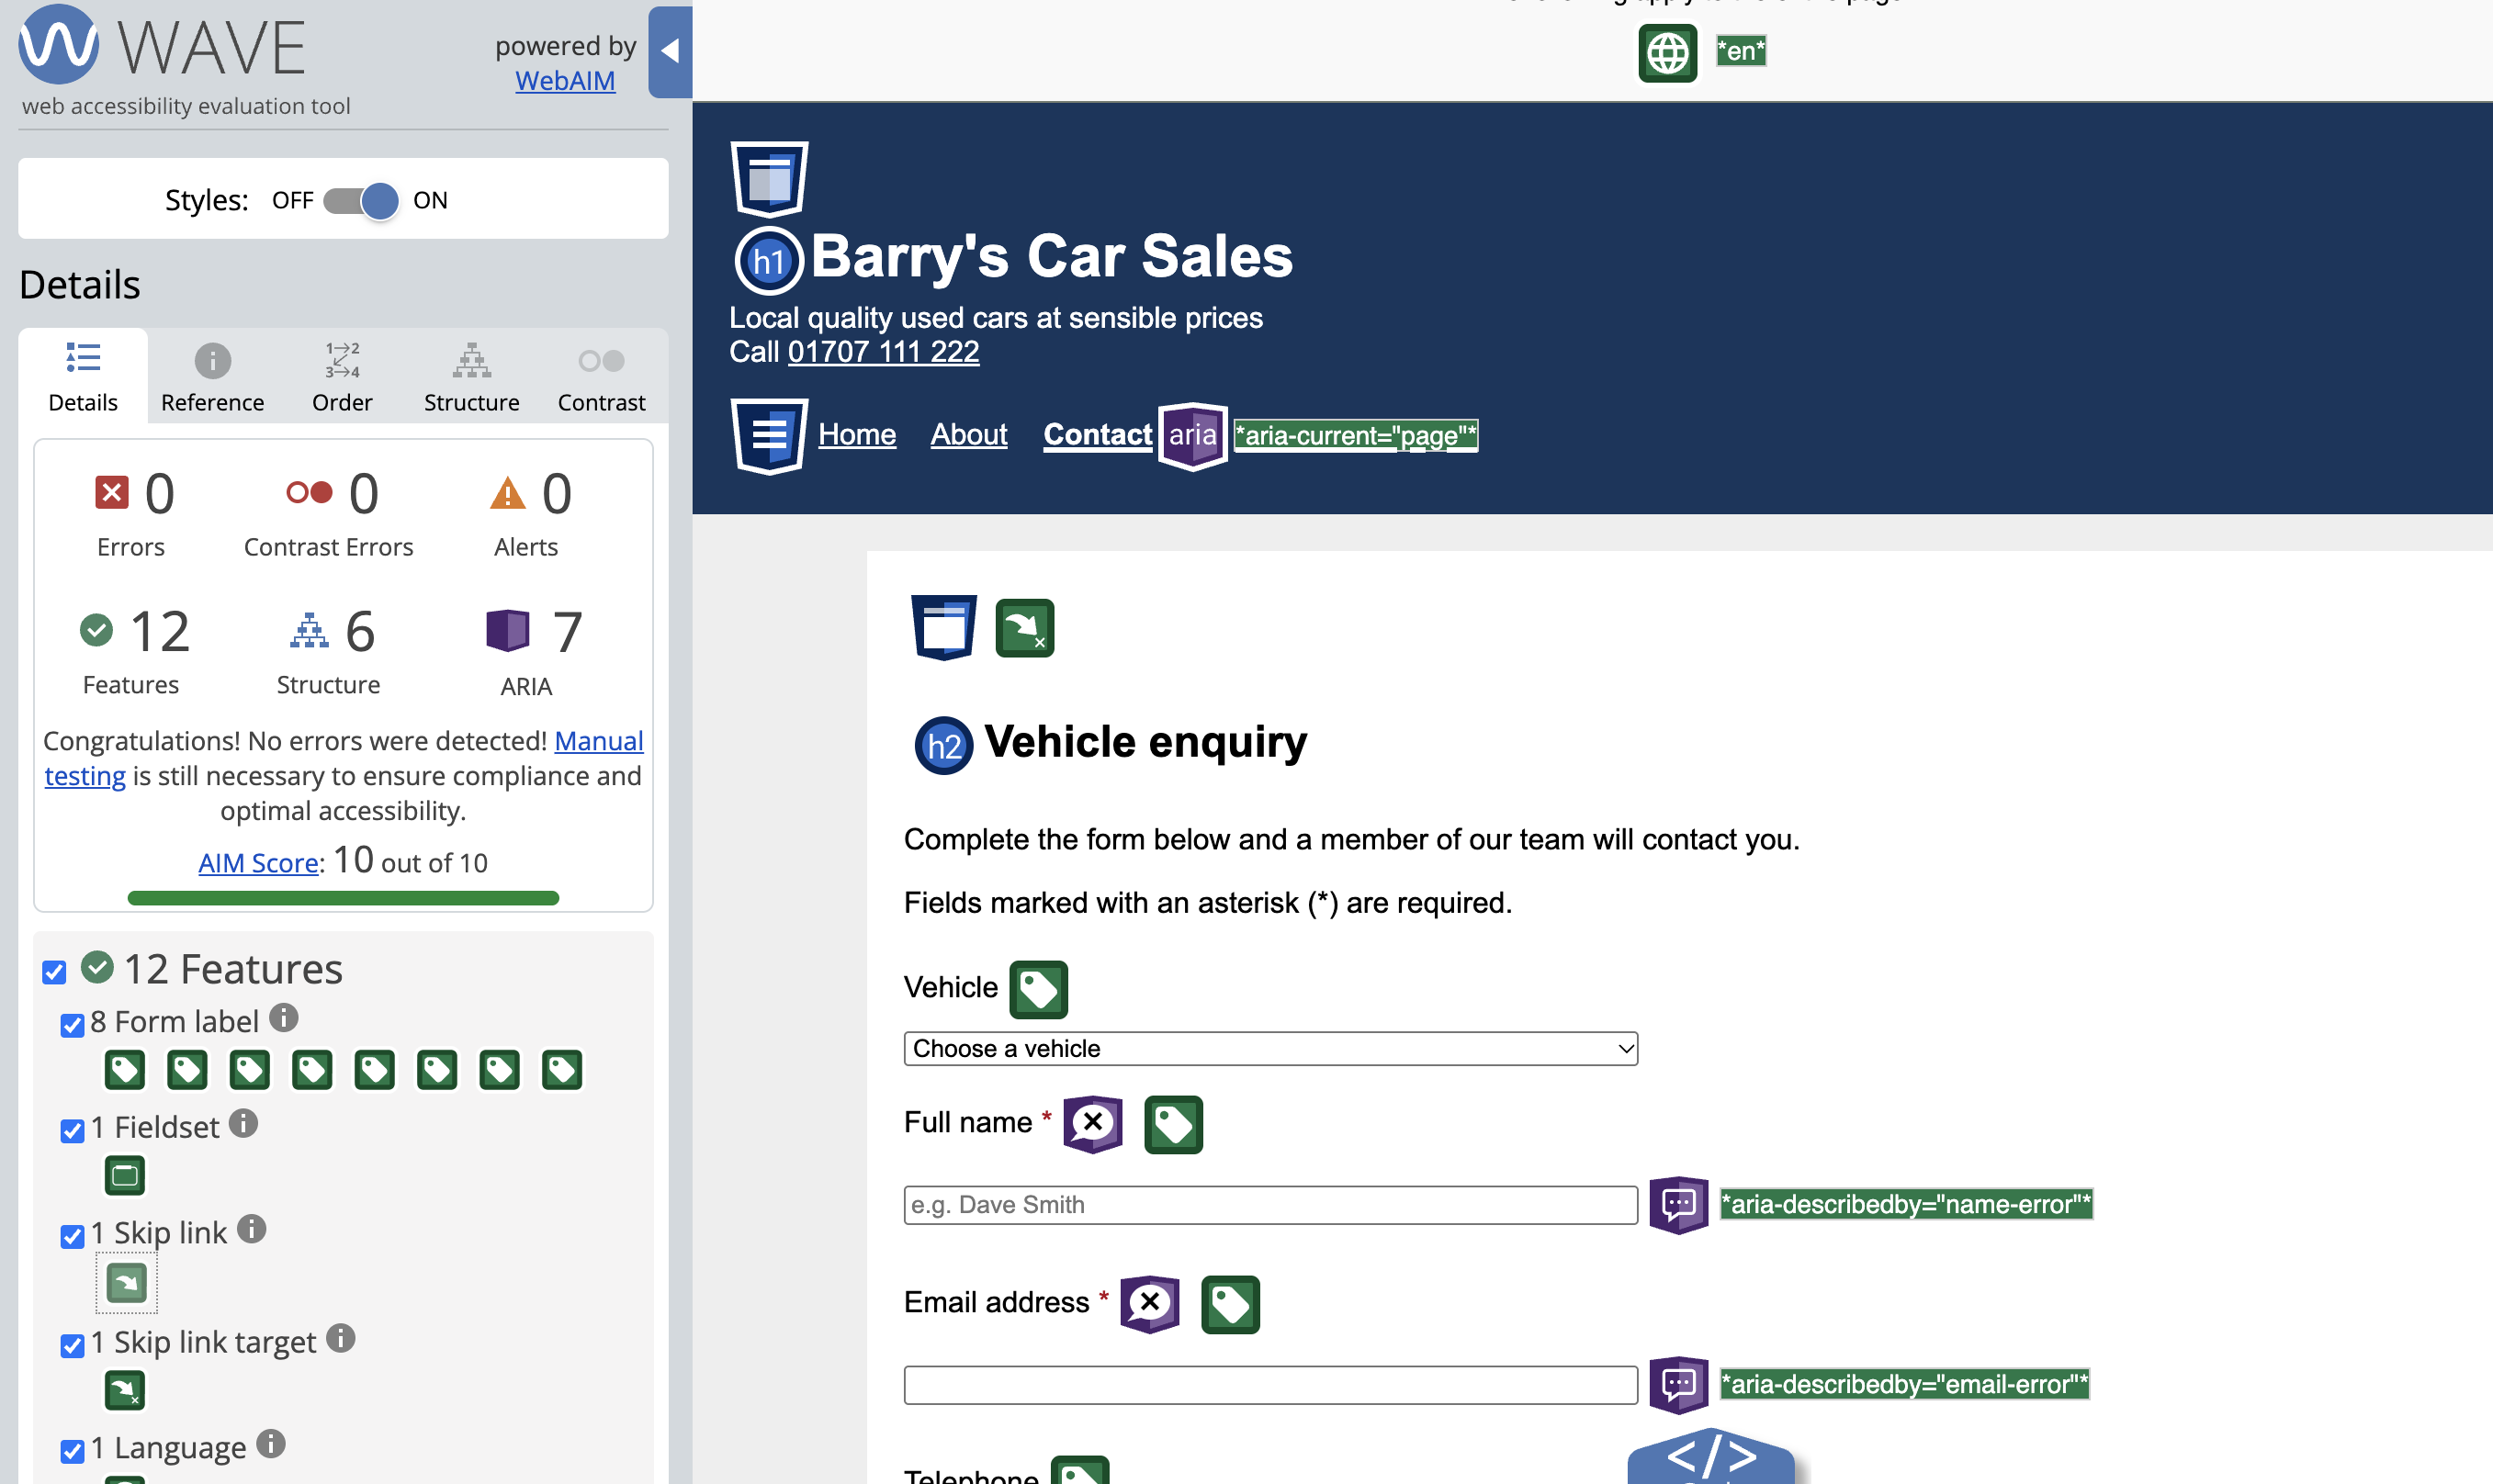 WAVE
powered by
WebAIM
web accessibility evaluation tool
Styles: OFF ON
Details
Details
Reference
1→2
3→4
Order
Structure
Contrast
0
Errors
0
Contrast Errors
0
Alerts
12
Features
6
Structure
7
ARIA
Congratulations! No errors were detected! Manual
testing is still necessary to ensure compliance and
optimal accessibility.
AIM Score: 10 out of 10
12 Features
8 Form label
1 Fieldset
1 Skip link
1 Skip link target
1 Language
*en*
h1 Barry's Car Sales
Local quality used cars at sensible prices
Call 01707 111 222
Home About Contact aria *aria-current="page"*
h2 Vehicle enquiry
Complete the form below and a member of our team will contact you.
Fields marked with an asterisk (*) are required.
Vehicle
Choose a vehicle
Full name *
e.g. Dave Smith
*aria-describedby="name-error"*
Email address *
*aria-describedby="email-error"*
Telephone
</>